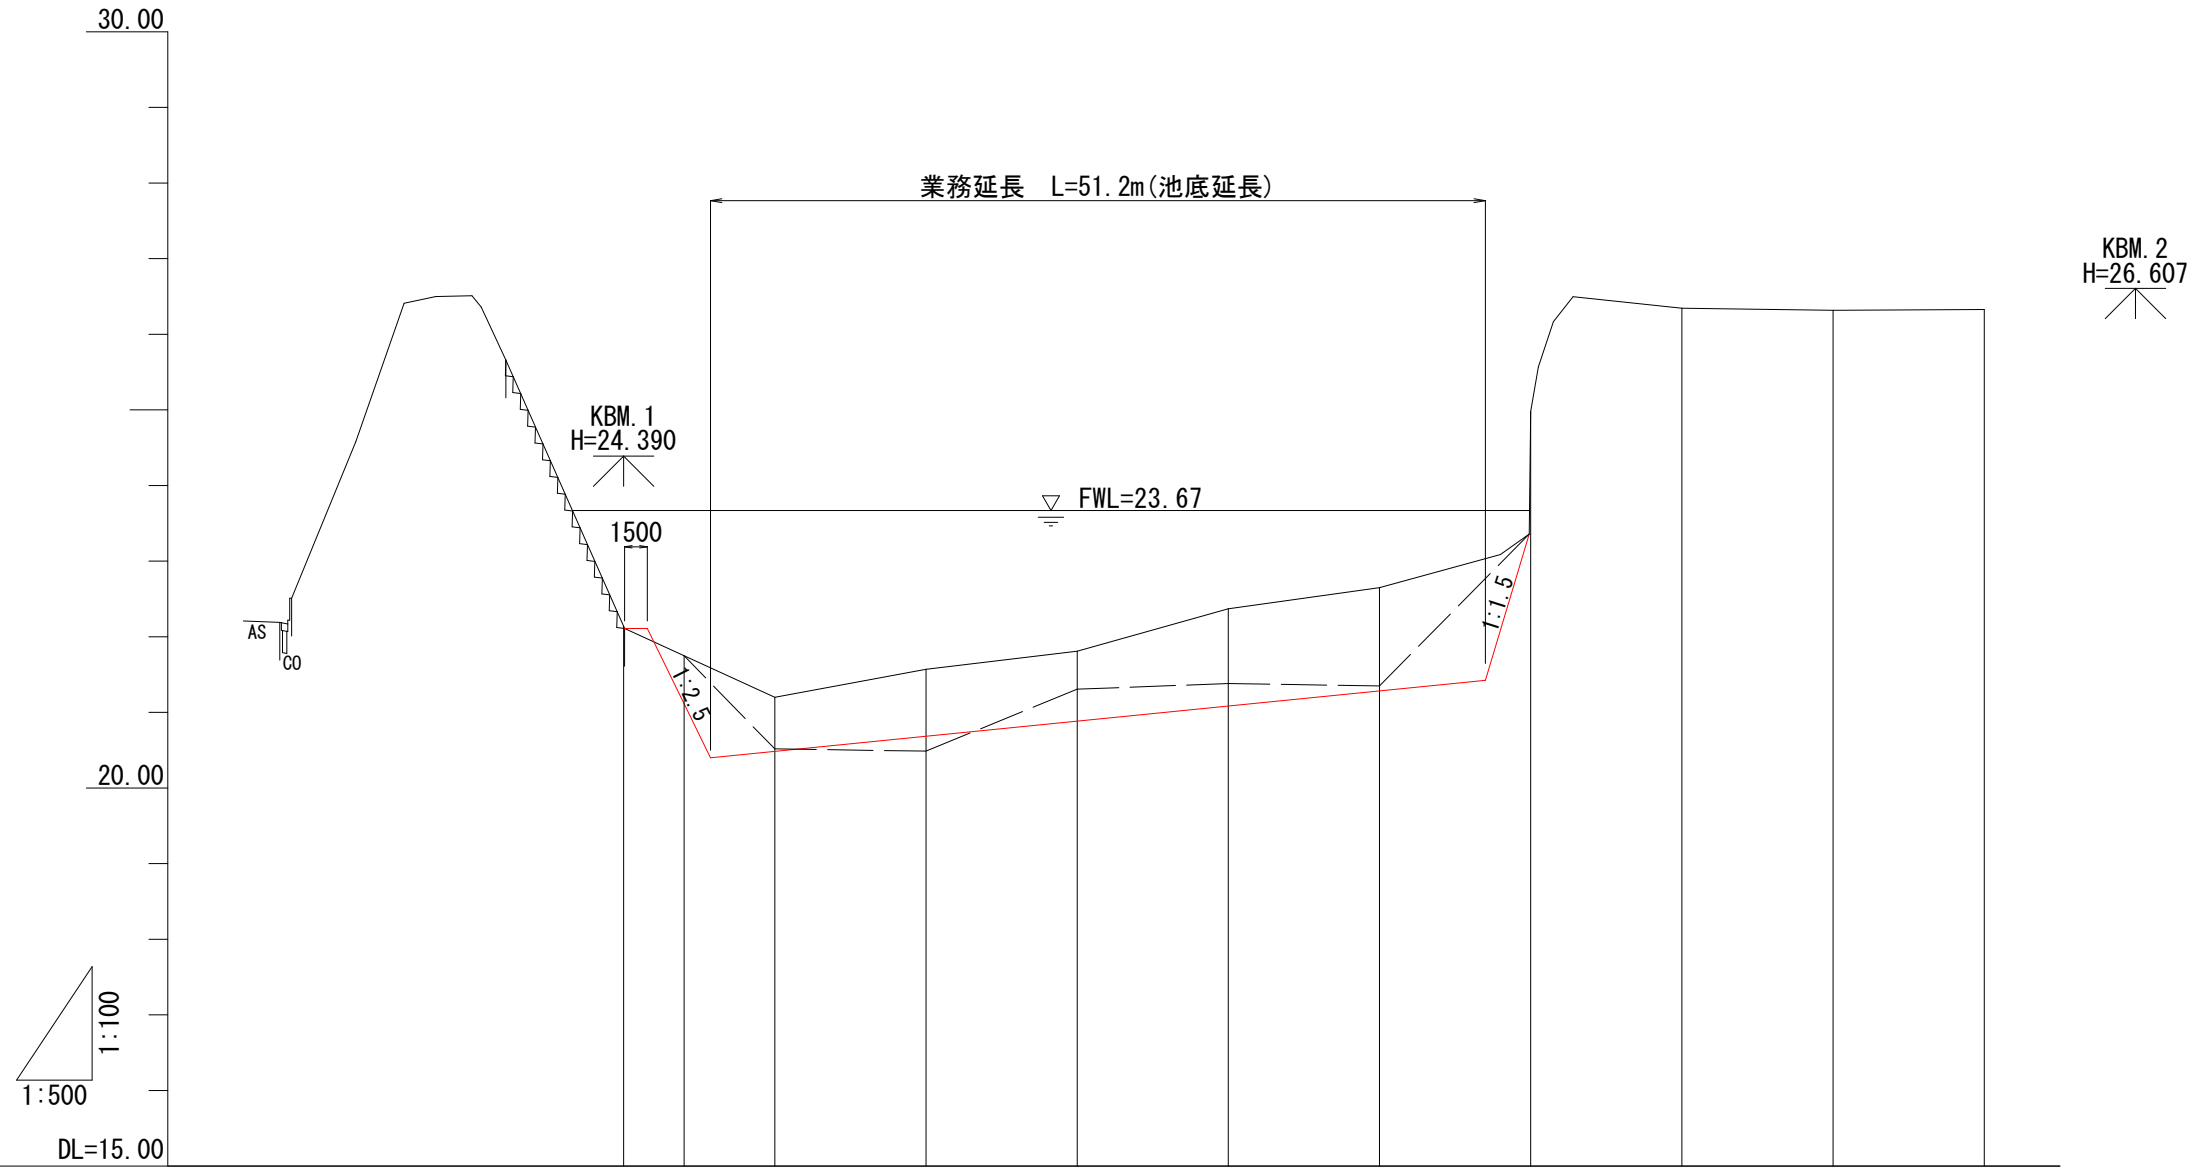 30.00
業務延長 L=51.2m(池底延長)
KBM.2
H=26.607
KBM.1
H=24.390
FWL=23.67
1500
1:1.5
AS
CO
1:2.5
20.00
1:100
1:500
DL=15.00